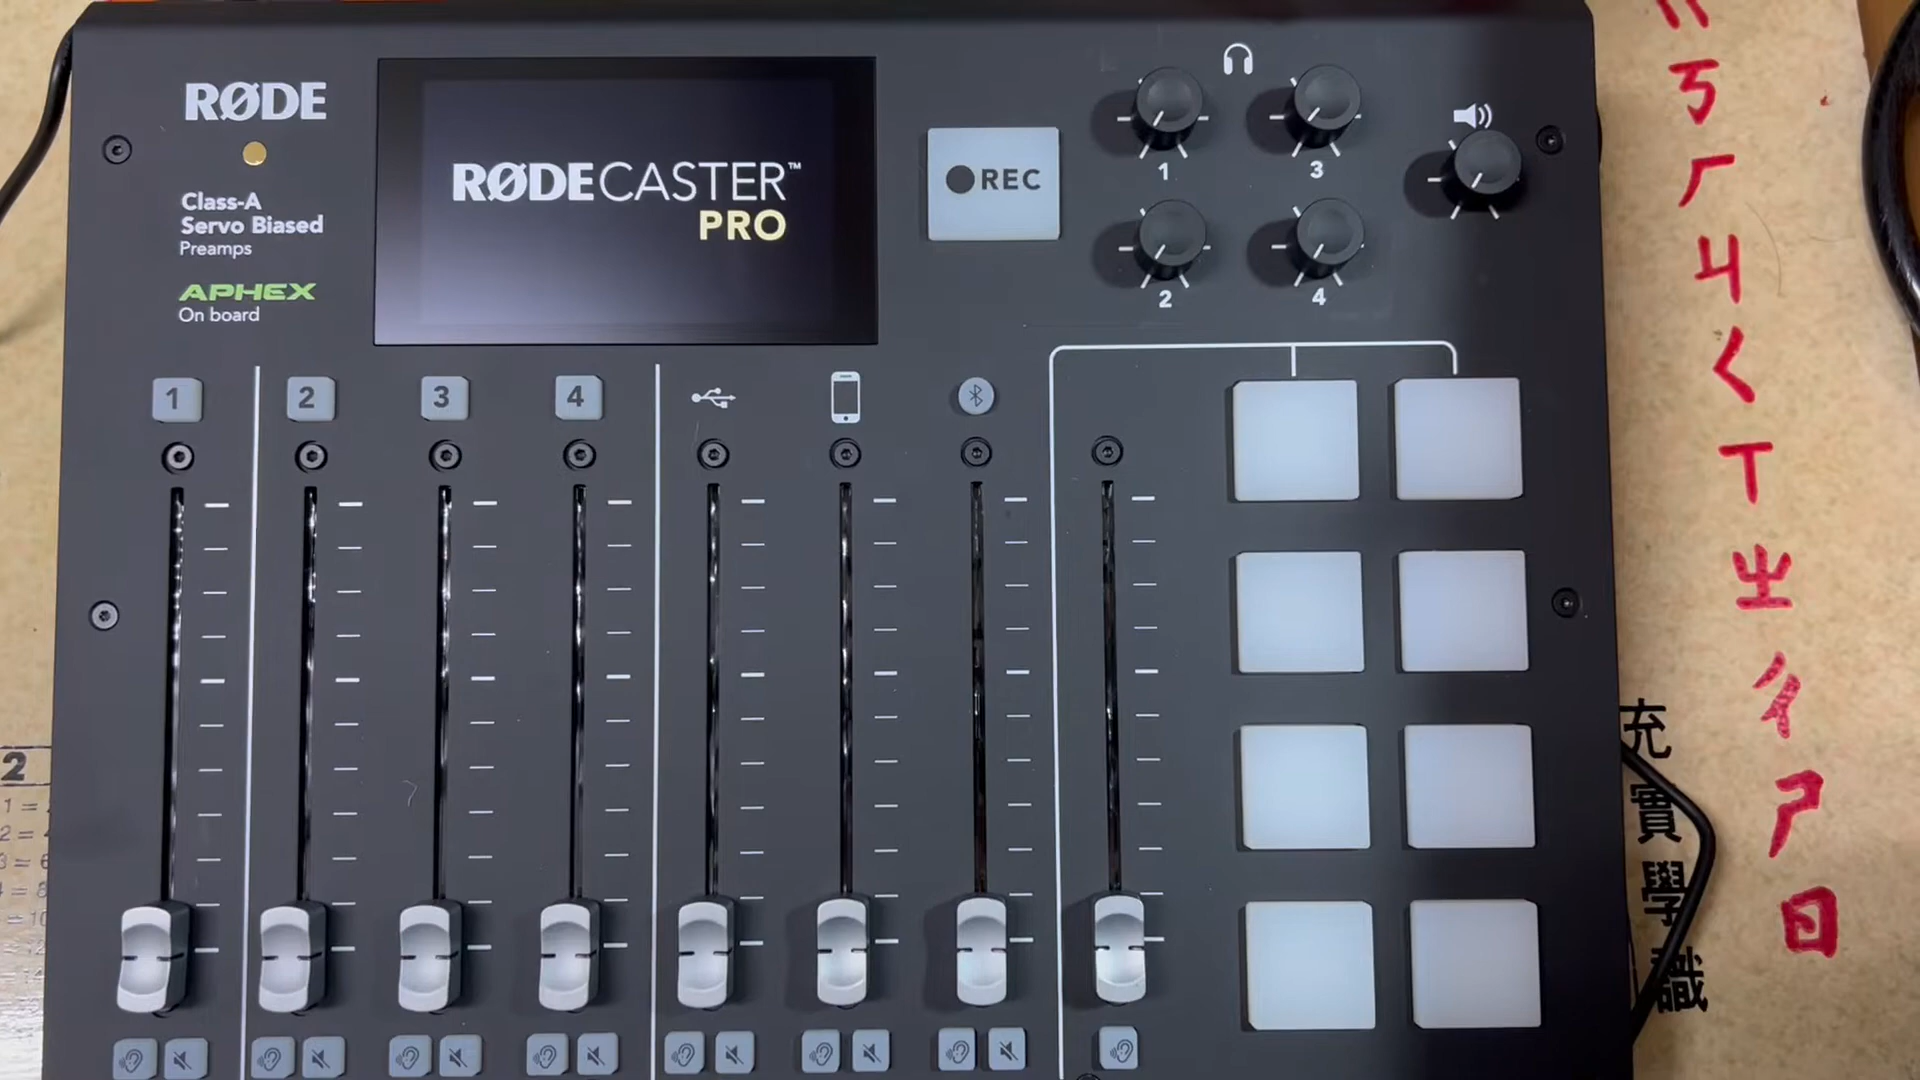 RØDE
Class-A
Servo Biased
Preamps
APHEX
On board
RØDECASTER™
PRO
REC
1
3
2
4
1
2
3
4
ㄎ
ㄏ
ㄐ
ㄑ
ㄒ
ㄓ
ㄔ
ㄕ
ㄖ
充實學識
2